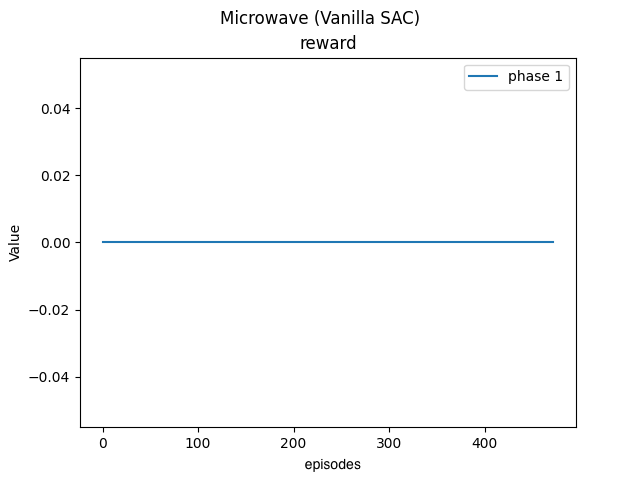 Microwave (Vanilla SAC)
reward
phase 1
Value
0.04
0.02
0.00
−0.02
−0.04
0 100 200 300 400
episodes